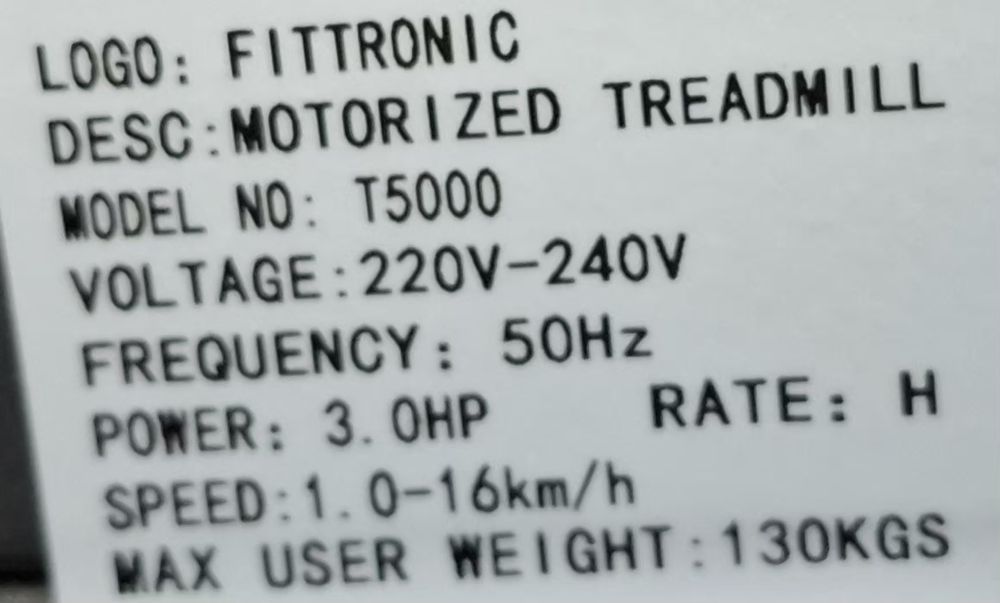 LOGO: FITTRONIC
DESC:MOTORIZED TREADMILL
MODEL NO: T5000
VOLTAGE:220V-240V
FREQUENCY: 50Hz
POWER: 3.0HP RATE: H
SPEED:1.0-16km/h
MAX USER WEIGHT:130KGS